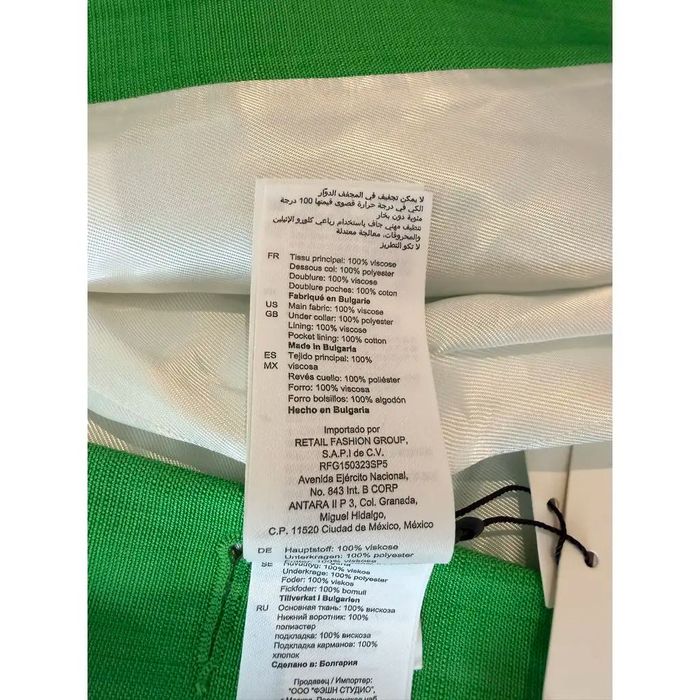 لا يمكن تجفيف في المجفف الدوّار
الكي في درجة حرارة قصوى قيمتها 100 درجة
مئوية دون بخار
تنظيف مهني جاف باستخدام رباعي كلورو الإتيلين
والمحروقات. معالجة معتدلة
لا تكو التطريز
FR Tissu principal: 100% viscose
Dessous col: 100% polyester
Doublure: 100% viscose
Doublure poches: 100% coton
Fabriqué en Bulgarie
US Main fabric: 100% viscose
GB Under collar: 100% polyester
Lining: 100% viscose
Pocket lining: 100% cotton
Made in Bulgaria
ES Tejido principal: 100%
MX viscosa
Revés cuello: 100% poliéster
Forro: 100% viscosa
Forro bolsillos: 100% algodón
Hecho en Bulgaria
Importado por
RETAIL FASHION GROUP,
S.A.P.I de C.V.
RFG150323SP5
Avenida Ejército Nacional,
No. 843 Int. B CORP
ANTARA II P 3, Col. Granada,
Miguel Hidalgo,
C.P. 11520 Ciudad de México, México
DE Hauptstoff: 100% viskose
Unterkragen: 100%
SE Huvudtyg: 100% viskos
Underkrage: 100% polyester
Foder: 100% viskos
Fickfoder: 100% bomull
Tillverkat i Bulgarien
RU Основная ткань: 100% вискоза
Нижний воротник: 100%
полиэстер
подкладка: 100% вискоза
Подкладка карманов: 100%
хлопок
Сделано в: Болгария
Продавец / Импортер:
"ООО "ФЭШН СТУДИО",